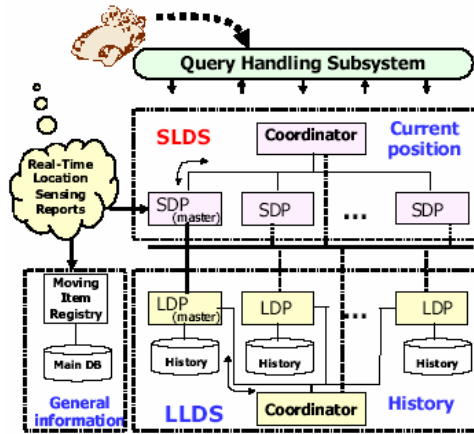 Query Handling Subsystem
SLDS
Coordinator
Current
position
Real-Time
Location
Sensing
Reports
SDP
(master)
SDP
...
SDP
Moving
Item
Registry
Main DB
General
information
LDP
(master)
LDP
...
LDP
History
History
History
LLDS
Coordinator
History